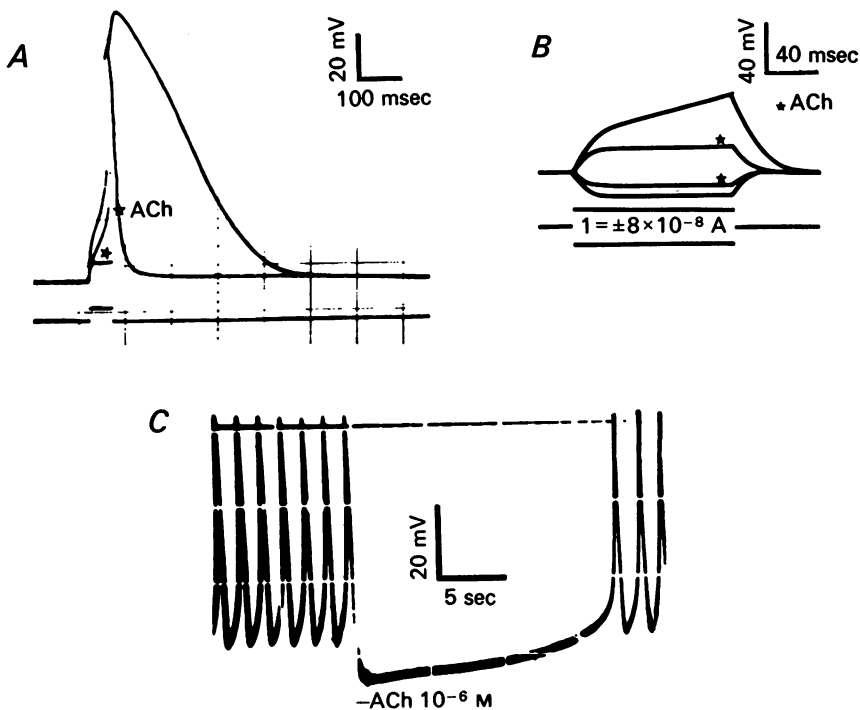 A
20 mV
100 msec
★ ACh
★
B
40 mV
40 msec
★ ACh
★
★
1 = ±8×10⁻⁸ A
C
20 mV
5 sec
–ACh 10⁻⁶ M